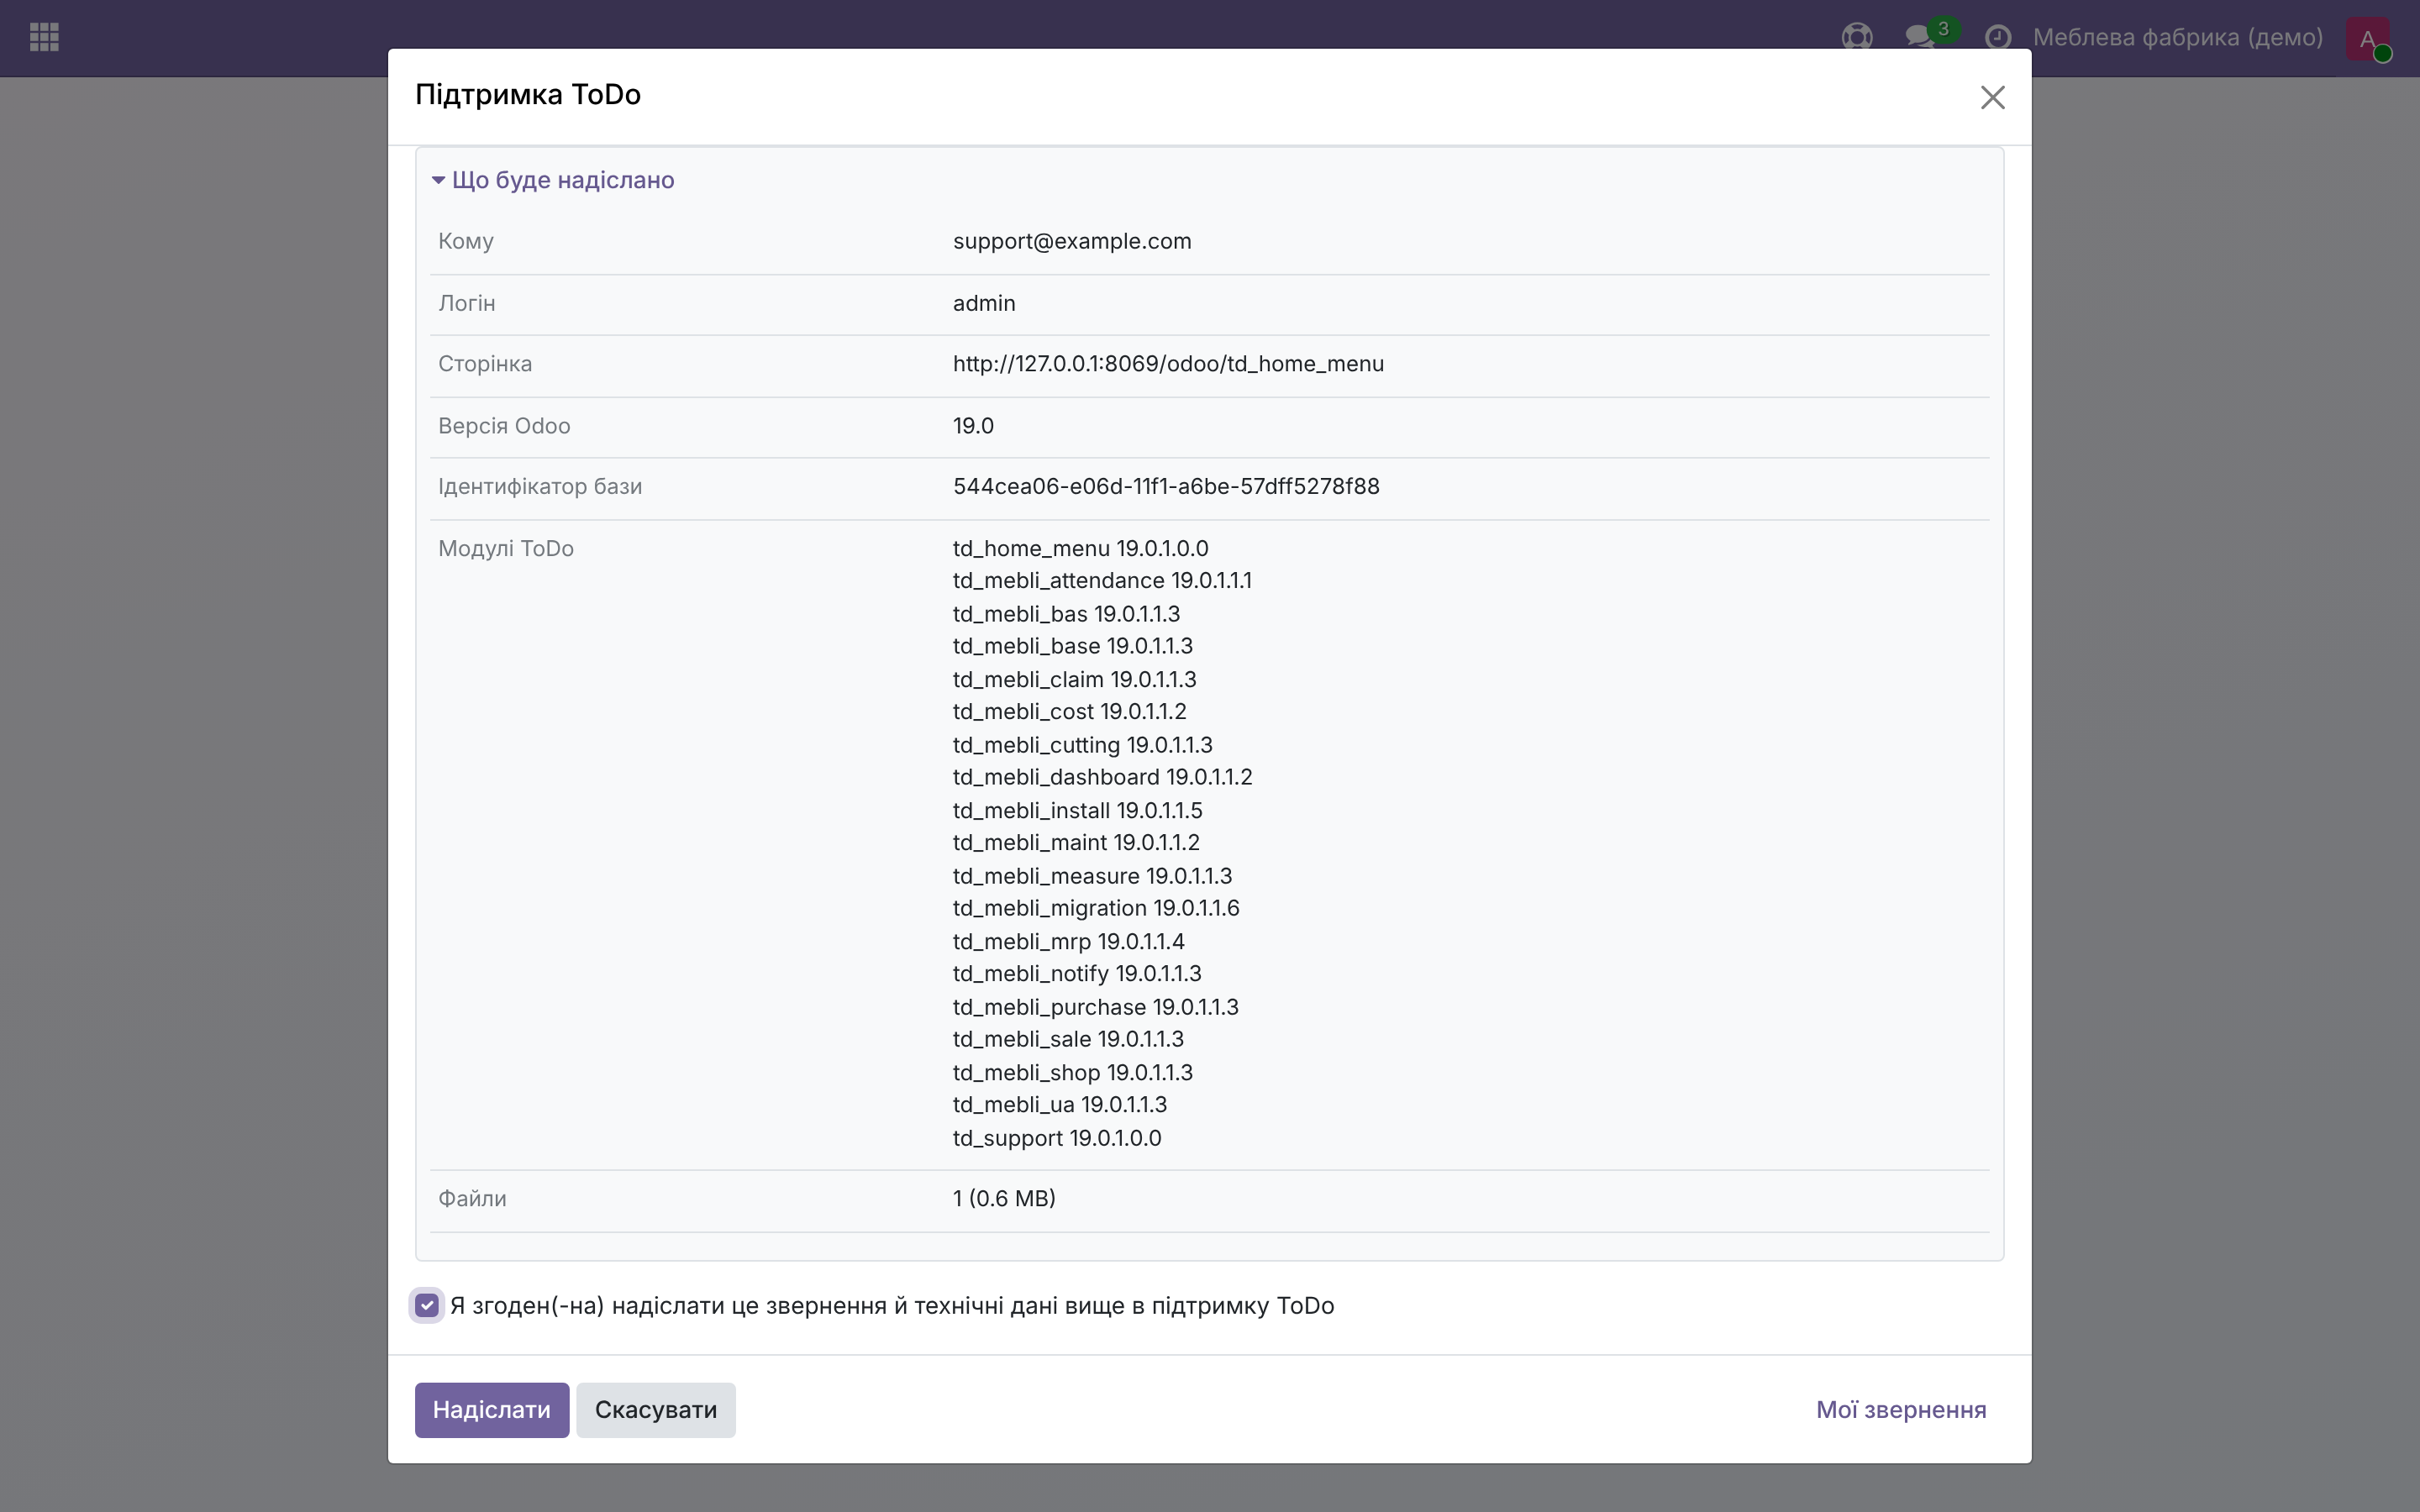 3
Меблева фабрика (демо)
A
Підтримка ToDo
Що буде надіслано
Кому support@example.com
Логін admin
Сторінка http://127.0.0.1:8069/odoo/td_home_menu
Версія Odoo 19.0
Ідентифікатор бази 544cea06-e06d-11f1-a6be-57dff5278f88
Модулі ToDo td_home_menu 19.0.1.0.0
td_mebli_attendance 19.0.1.1.1
td_mebli_bas 19.0.1.1.3
td_mebli_base 19.0.1.1.3
td_mebli_claim 19.0.1.1.3
td_mebli_cost 19.0.1.1.2
td_mebli_cutting 19.0.1.1.3
td_mebli_dashboard 19.0.1.1.2
td_mebli_install 19.0.1.1.5
td_mebli_maint 19.0.1.1.2
td_mebli_measure 19.0.1.1.3
td_mebli_migration 19.0.1.1.6
td_mebli_mrp 19.0.1.1.4
td_mebli_notify 19.0.1.1.3
td_mebli_purchase 19.0.1.1.3
td_mebli_sale 19.0.1.1.3
td_mebli_shop 19.0.1.1.3
td_mebli_ua 19.0.1.1.3
td_support 19.0.1.0.0
Файли 1 (0.6 MB)
Я згоден(-на) надіслати це звернення й технічні дані вище в підтримку ToDo
Надіслати Скасувати Мої звернення